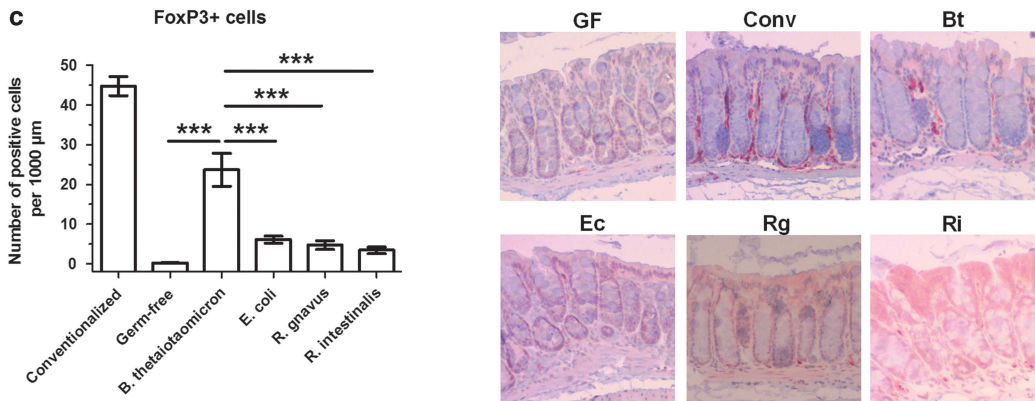 c
FoxP3+ cells
Number of positive cells
per 1000 µm
50
40
30
20
10
0
***
***
***
***
Conventionalized
Germ-free
B. thetaiotaomicron
E. coli
R. gnavus
R. intestinalis
GF
Conv
Bt
Ec
Rg
Ri